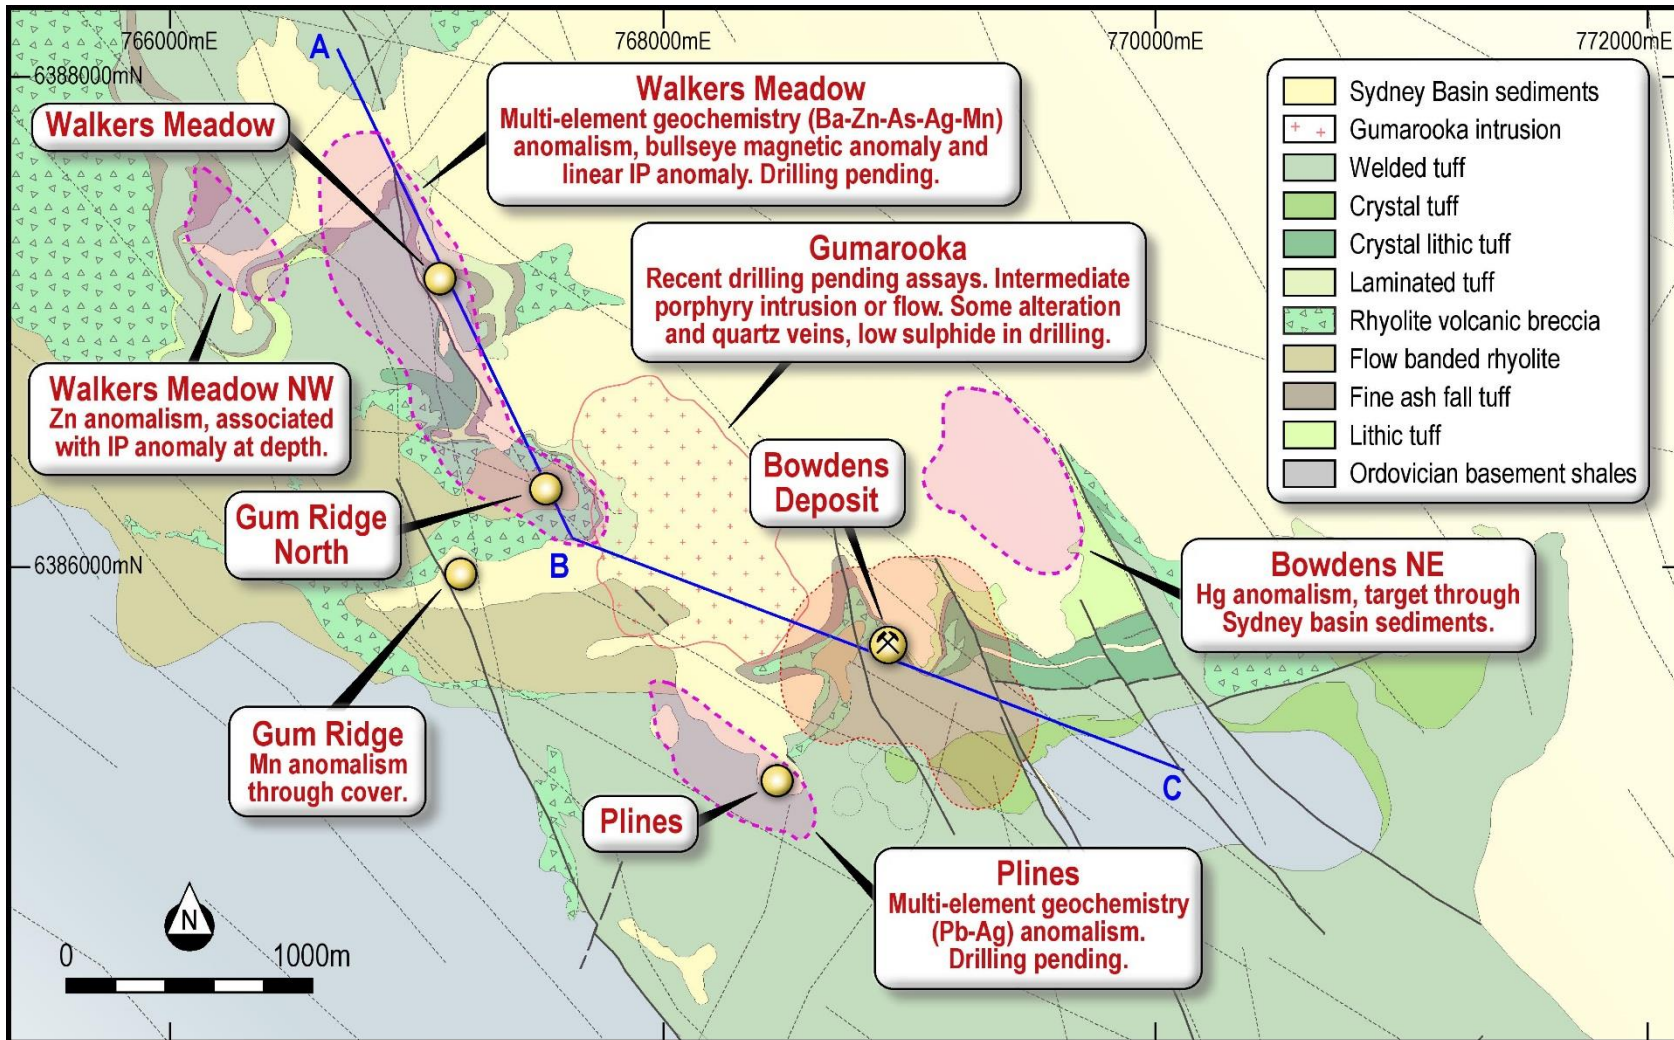 766000mE
768000mE
770000mE
772000mE
6388000mN
6386000mN
A
B
C
Walkers Meadow
Walkers Meadow
Multi-element geochemistry (Ba-Zn-As-Ag-Mn)
anomalism, bullseye magnetic anomaly and
linear IP anomaly. Drilling pending.
Gumarooka
Recent drilling pending assays. Intermediate
porphyry intrusion or flow. Some alteration
and quartz veins, low sulphide in drilling.
Walkers Meadow NW
Zn anomalism, associated
with IP anomaly at depth.
Gum Ridge
North
Bowdens
Deposit
Bowdens NE
Hg anomalism, target through
Sydney basin sediments.
Gum Ridge
Mn anomalism
through cover.
Plines
Plines
Multi-element geochemistry
(Pb-Ag) anomalism.
Drilling pending.
Sydney Basin sediments
Gumarooka intrusion
Welded tuff
Crystal tuff
Crystal lithic tuff
Laminated tuff
Rhyolite volcanic breccia
Flow banded rhyolite
Fine ash fall tuff
Lithic tuff
Ordovician basement shales
N
0 1000m